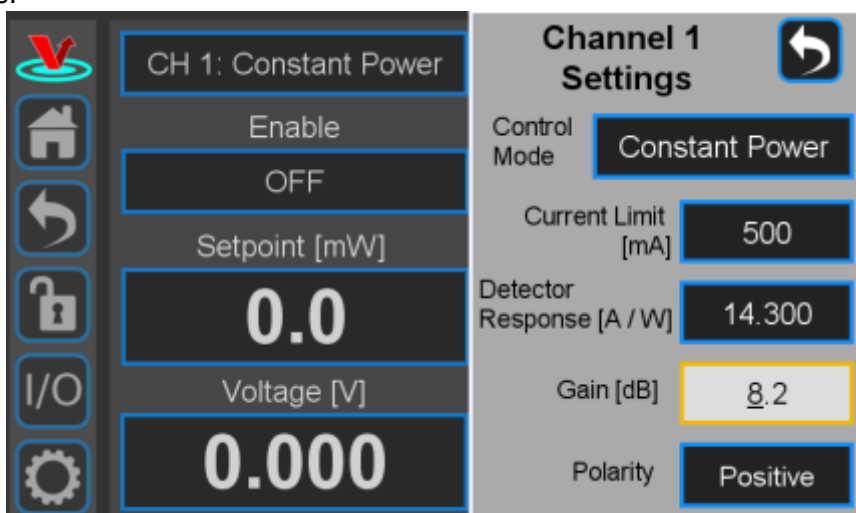 CH 1: Constant Power
Enable
OFF
Setpoint [mW]
0.0
I/O
Voltage [V]
0.000
Channel 1
Settings
Control
Mode
Constant Power
Current Limit
[mA]
500
Detector
Response [A / W]
14.300
Gain [dB]
8.2
Polarity
Positive